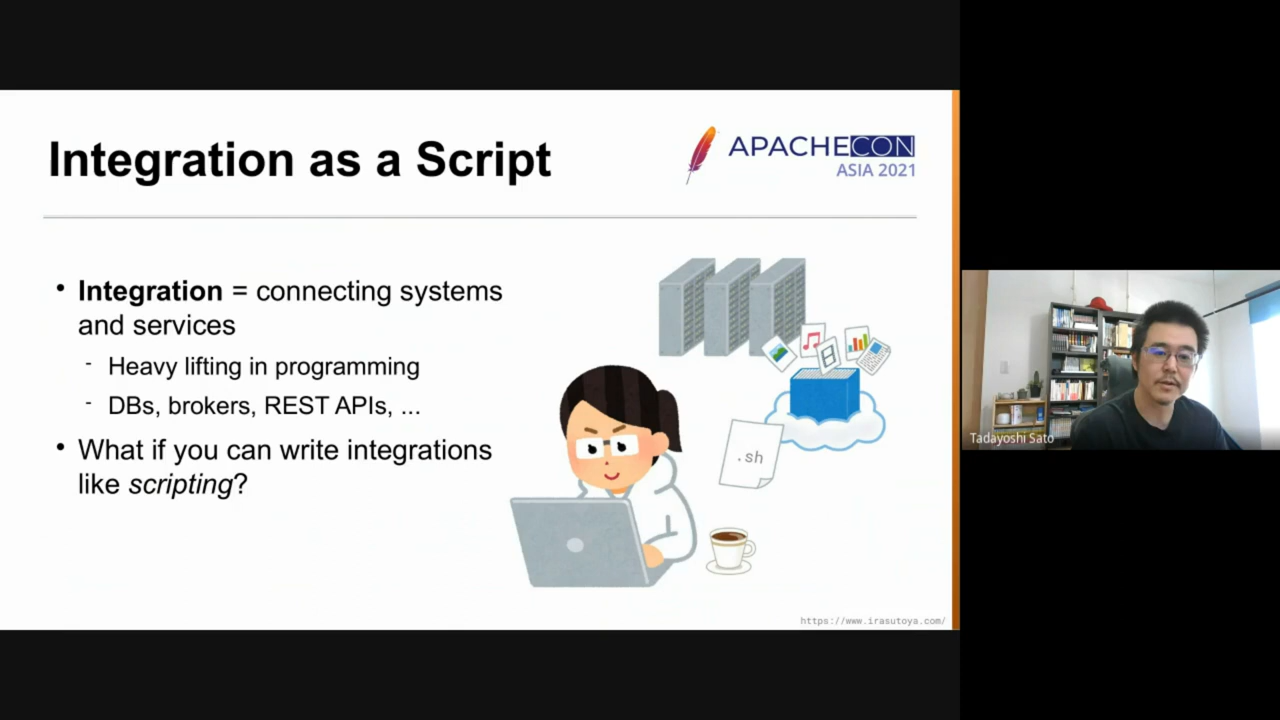 Integration as a Script
APACHECON
ASIA 2021
• Integration = connecting systems
and services
- Heavy lifting in programming
- DBs, brokers, REST APIs, ...
• What if you can write integrations
like scripting?
.sh
https://www.irasutoya.com/
Tadayoshi Sato